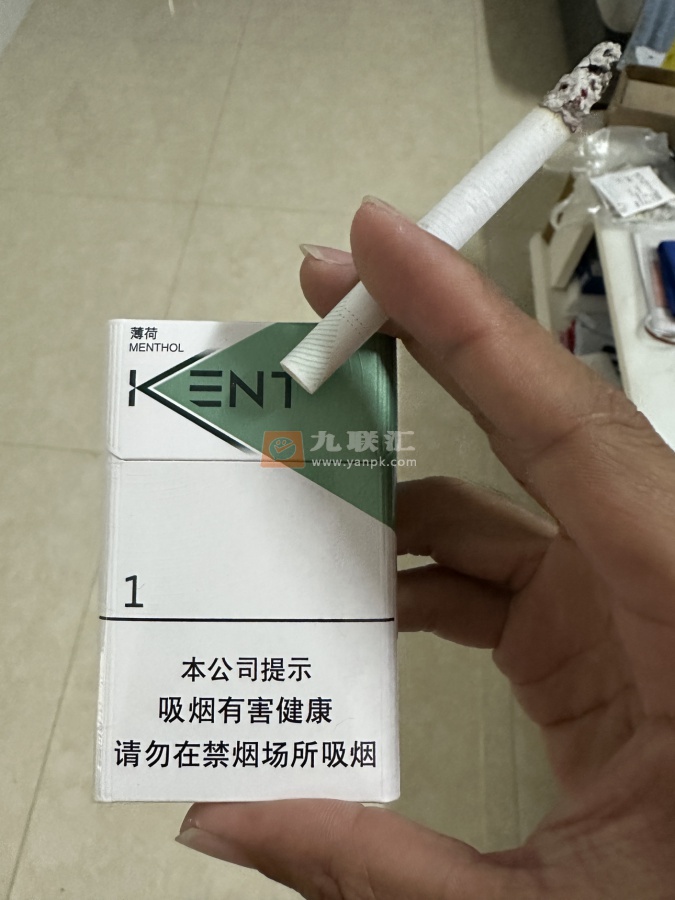 薄荷
MENTHOL
KENT
九联汇
www.yanpk.com
1
本公司提示
吸烟有害健康
请勿在禁烟场所吸烟